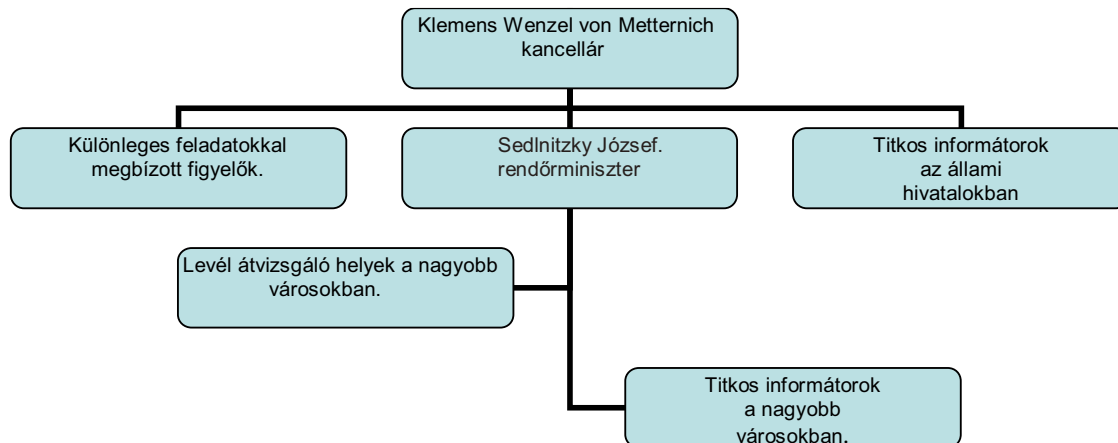 Klemens Wenzel von Metternich
kancellár
Különleges feladatokkal
megbízott figyelők.
Sedlnitzky József.
rendőrminiszter
Titkos informátorok
az állami
hivatalokban
Levél átvizsgáló helyek a nagyobb
városokban.
Titkos informátorok
a nagyobb
városokban.